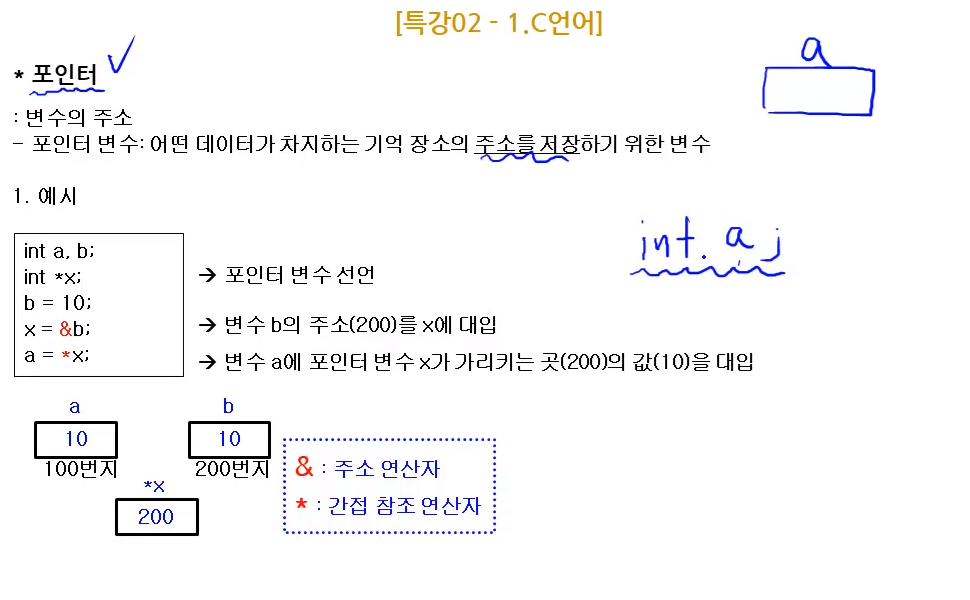 [특강02 - 1.C언어]
a
* 포인터
: 변수의 주소
- 포인터 변수: 어떤 데이터가 차지하는 기억 장소의 주소를 저장하기 위한 변수
1. 예시
int a;
int a, b;
int *x;
→ 포인터 변수 선언
b = 10;
x = &b;
→ 변수 b의 주소(200)를 x에 대입
a = *x;
→ 변수 a에 포인터 변수 x가 가리키는 곳(200)의 값(10)을 대입
a b
10 10
100번지 200번지
& : 주소 연산자
*x
* : 간접 참조 연산자
200